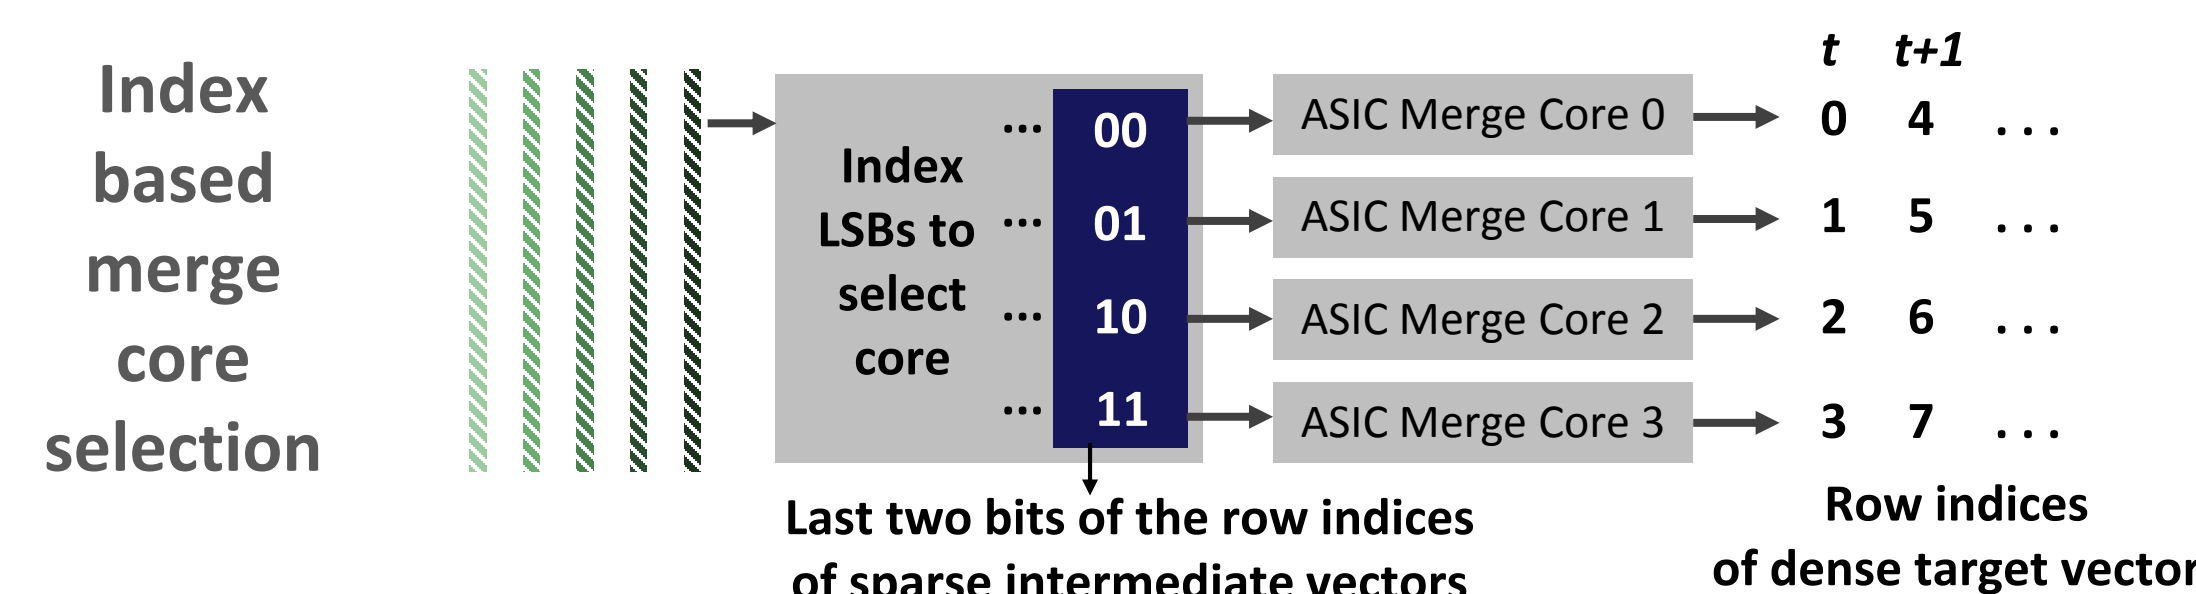 Index
based
merge
core
selection
Index
LSBs to
select
core
... 00
... 01
... 10
... 11
Last two bits of the row indices
of sparse intermediate vectors
ASIC Merge Core 0
ASIC Merge Core 1
ASIC Merge Core 2
ASIC Merge Core 3
t t+1
0 4 . . .
1 5 . . .
2 6 . . .
3 7 . . .
Row indices
of dense target vector